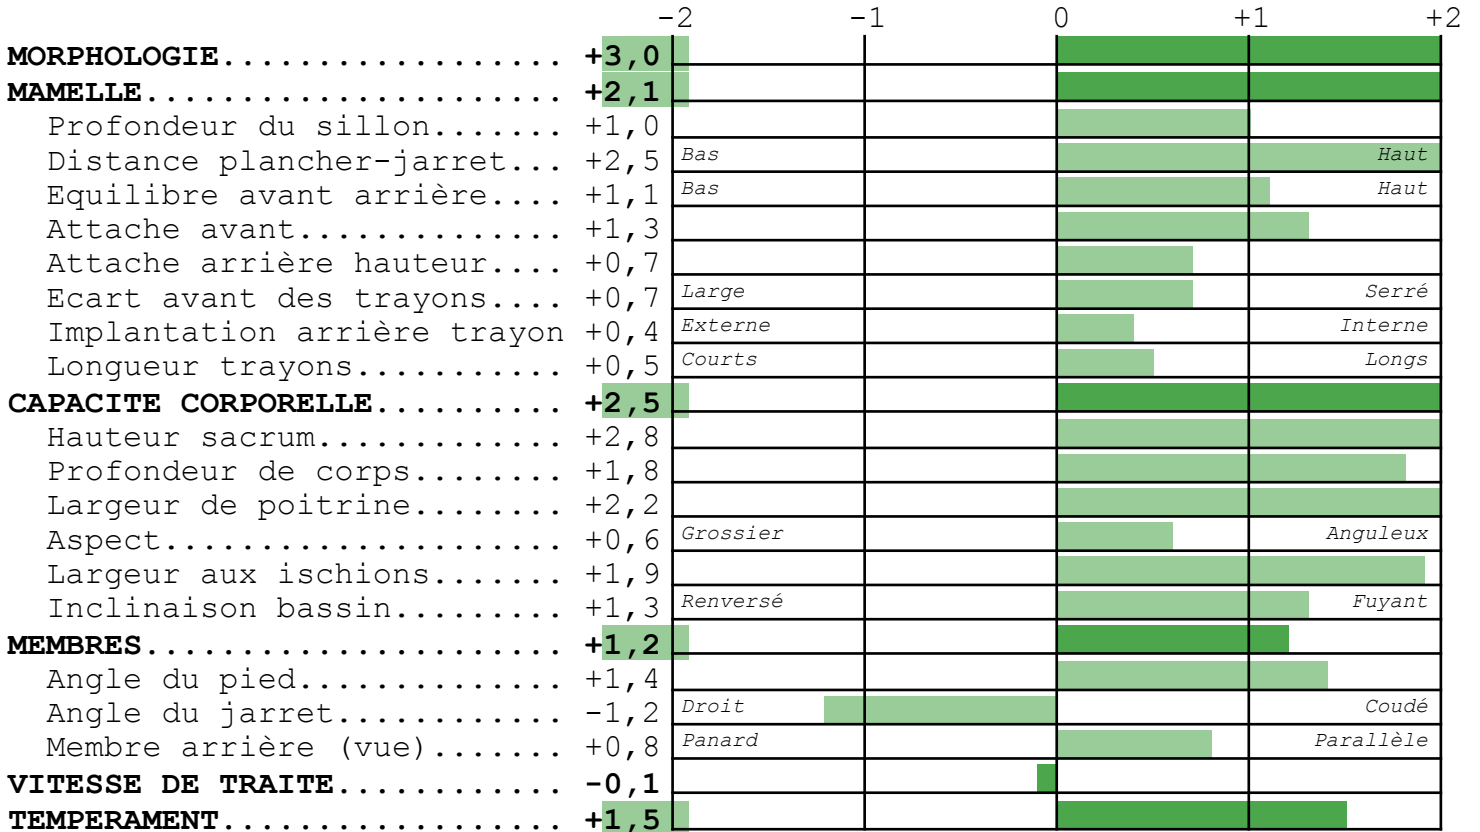 -2 -1 0 +1 +2
MORPHOLOGIE.................. +3,0
MAMELLE...................... +2,1
Profondeur du sillon....... +1,0
Distance plancher-jarret... +2,5 Bas Haut
Equilibre avant arrière.... +1,1 Bas Haut
Attache avant.............. +1,3
Attache arrière hauteur.... +0,7
Ecart avant des trayons.... +0,7 Large Serré
Implantation arrière trayon +0,4 Externe Interne
Longueur trayons........... +0,5 Courts Longs
CAPACITE CORPORELLE.......... +2,5
Hauteur sacrum............. +2,8
Profondeur de corps........ +1,8
Largeur de poitrine........ +2,2
Aspect..................... +0,6 Grossier Anguleux
Largeur aux ischions....... +1,9
Inclinaison bassin......... +1,3 Renversé Fuyant
MEMBRES...................... +1,2
Angle du pied.............. +1,4
Angle du jarret............ -1,2 Droit Coudé
Membre arrière (vue)....... +0,8 Panard Parallèle
VITESSE DE TRAITE............ -0,1
TEMPERAMENT.................. +1,5